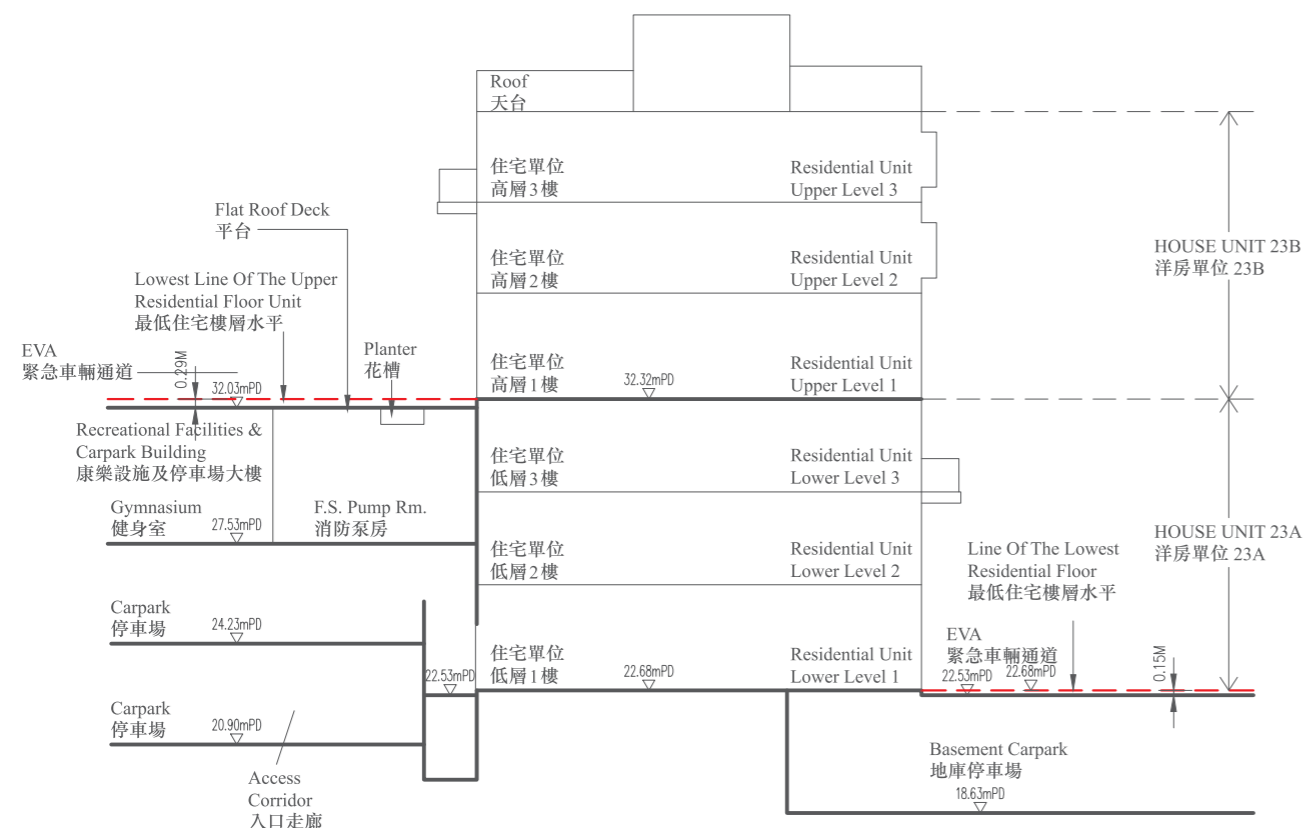 Roof
天台
住宅單位
高層3樓
Residential Unit
Upper Level 3
Flat Roof Deck
平台
住宅單位
高層2樓
Residential Unit
Upper Level 2
HOUSE UNIT 23B
洋房單位 23B
Lowest Line Of The Upper
Residential Floor Unit
最低住宅樓層水平
EVA
緊急車輛通道
0.29M
32.03mPD
Planter
花槽
住宅單位
高層1樓
32.32mPD
Residential Unit
Upper Level 1
Recreational Facilities &
Carpark Building
康樂設施及停車場大樓
住宅單位
低層3樓
Residential Unit
Lower Level 3
Gymnasium
健身室
27.53mPD
F.S. Pump Rm.
消防泵房
住宅單位
低層2樓
Residential Unit
Lower Level 2
Line Of The Lowest
Residential Floor
最低住宅樓層水平
HOUSE UNIT 23A
洋房單位 23A
Carpark
停車場
24.23mPD
22.53mPD
住宅單位
低層1樓
22.68mPD
Residential Unit
Lower Level 1
EVA
緊急車輛通道
22.53mPD
22.68mPD
0.15M
Carpark
停車場
20.90mPD
Access
Corridor
入口走廊
Basement Carpark
地庫停車場
18.63mPD